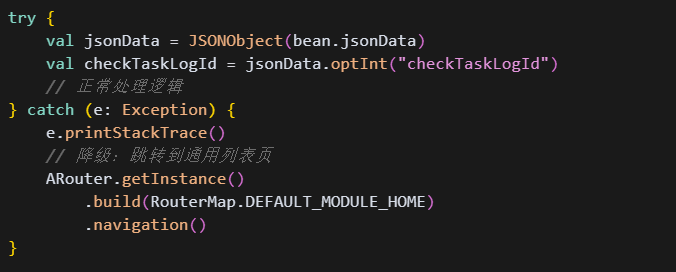 try {
    val jsonData = JSONObject(bean.jsonData)
    val checkTaskLogId = jsonData.optInt("checkTaskLogId")
    // 正常处理逻辑
} catch (e: Exception) {
    e.printStackTrace()
    // 降级: 跳转到通用列表页
    ARouter.getInstance()
        .build(RouterMap.DEFAULT_MODULE_HOME)
        .navigation()
}